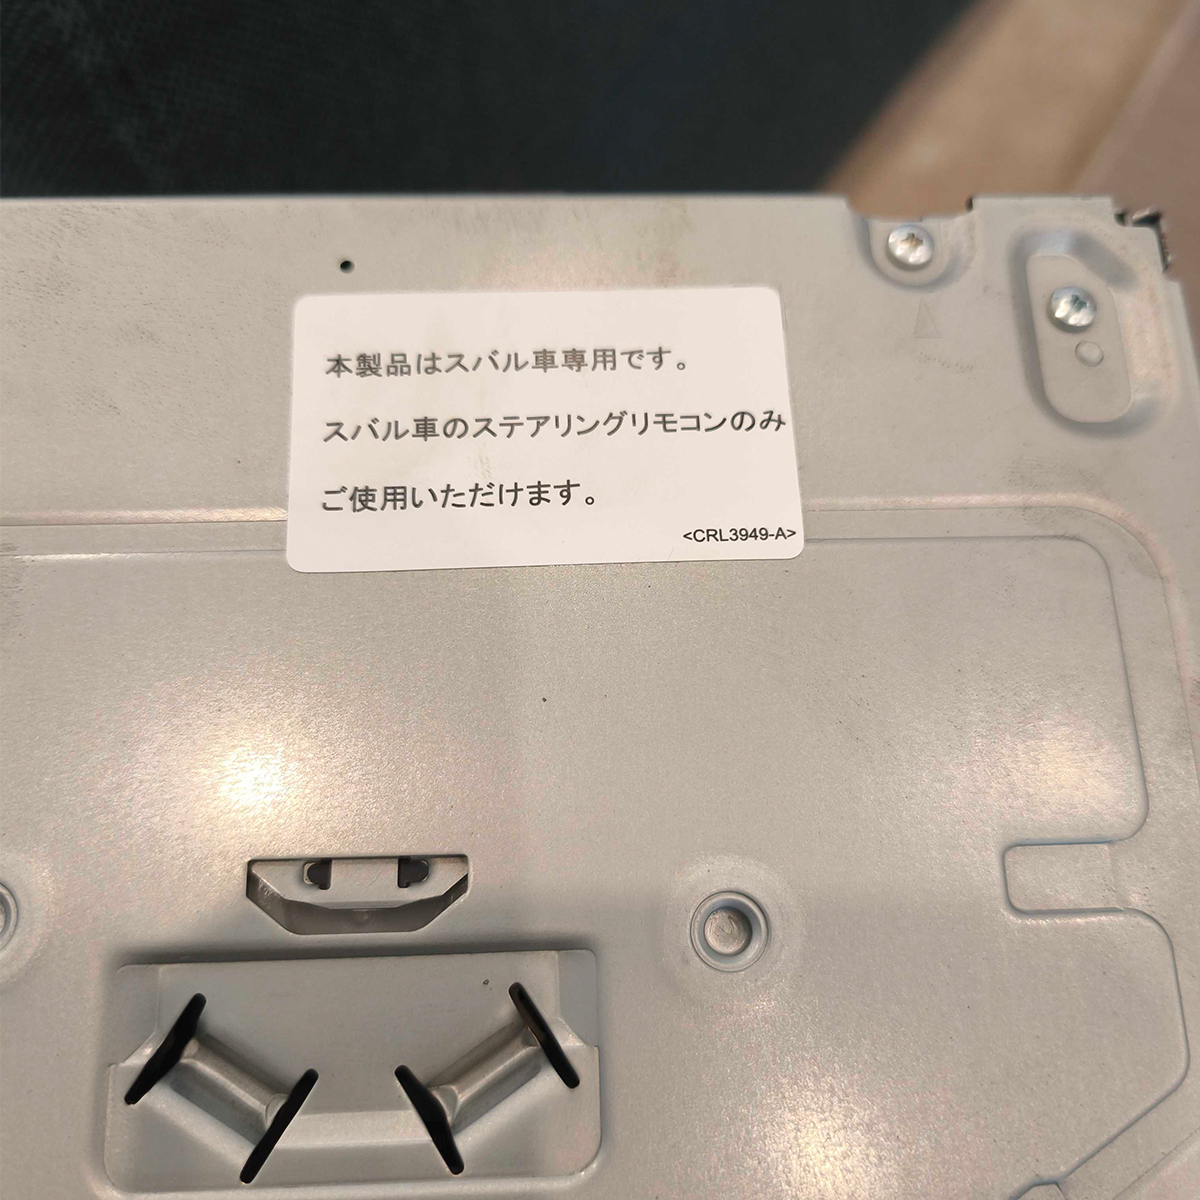 本製品はスバル車専用です。
スバル車のステアリングリモコンのみ
ご使用いただけます。
<CRL3949-A>